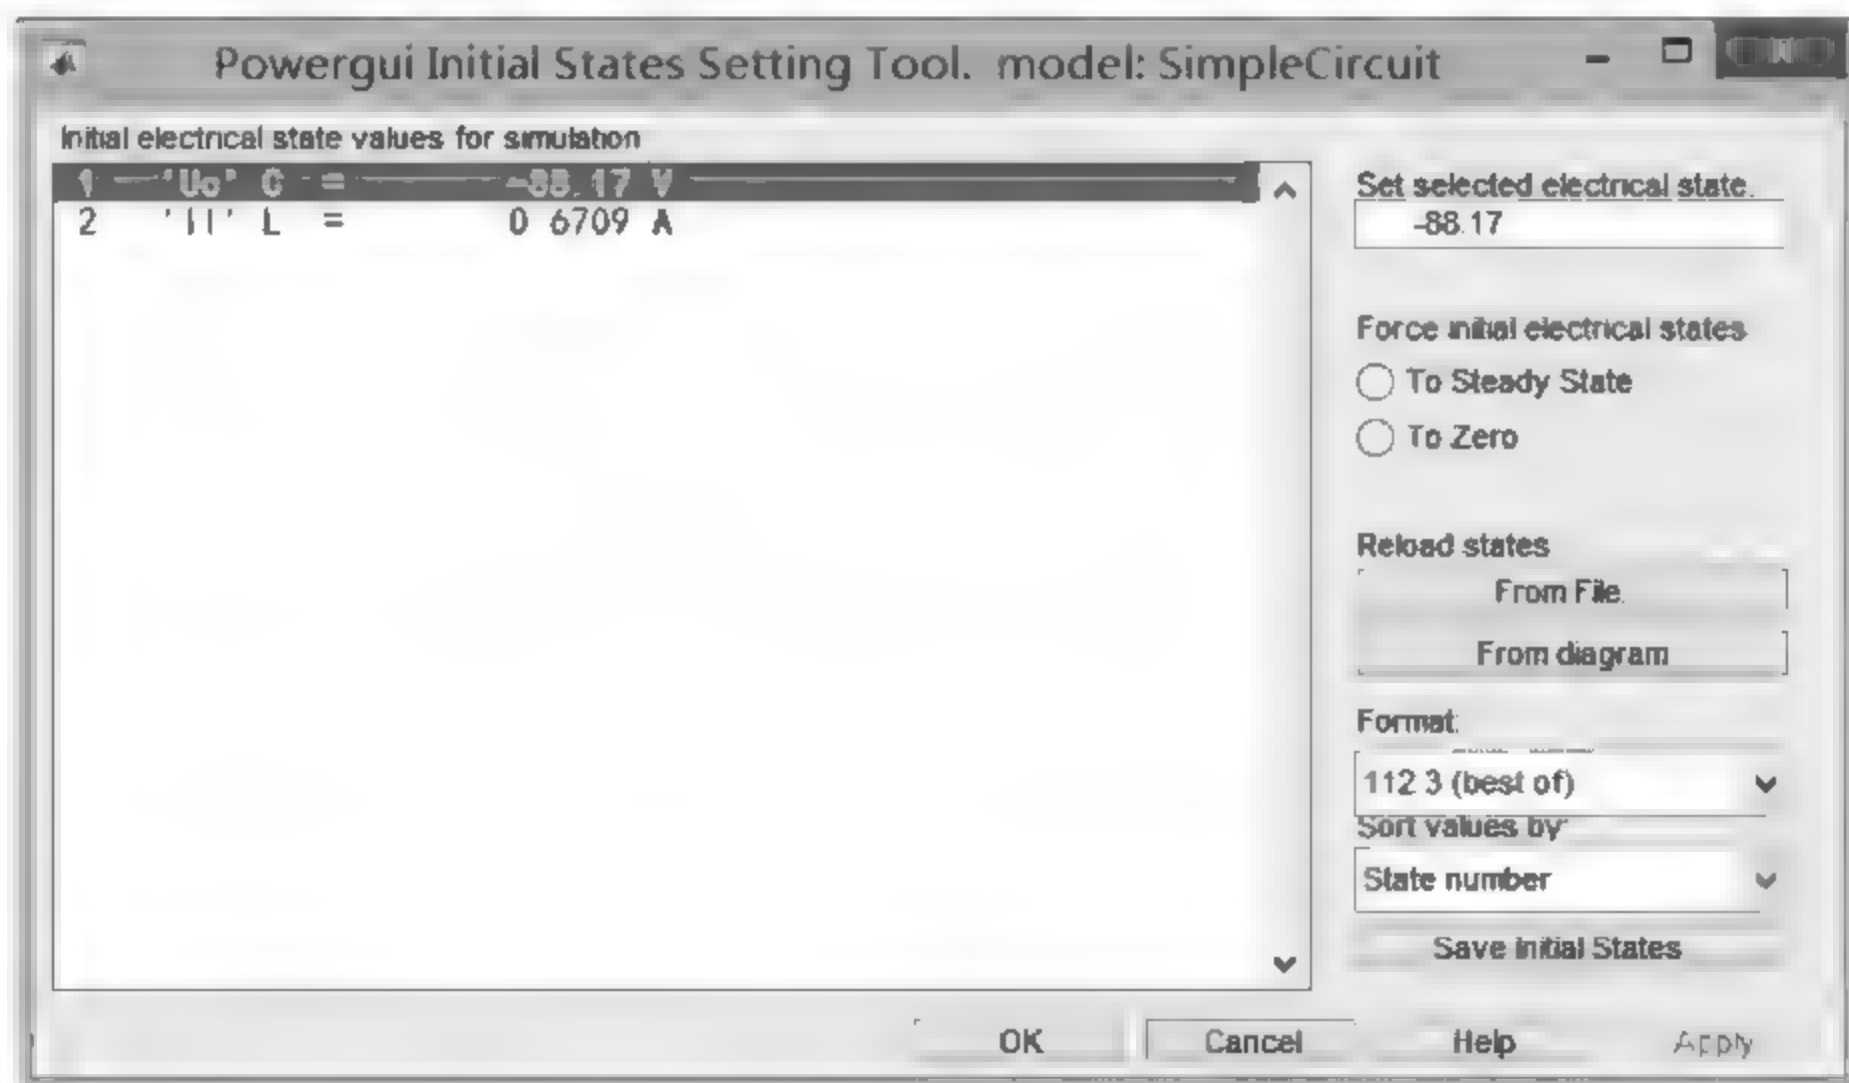 Powergui Initial States Setting Tool. model: SimpleCircuit
Initial electrical state values for simulation
1 'Uc' C = -88.17 V
2 'Il' L = 0 6709 A
Set selected electrical state.
-88.17
Force initial electrical states
To Steady State
To Zero
Reload states
From File.
From diagram
Format:
112 3 (best of)
Sort values by:
State number
Save Initial States
OK
Cancel
Help
Apply